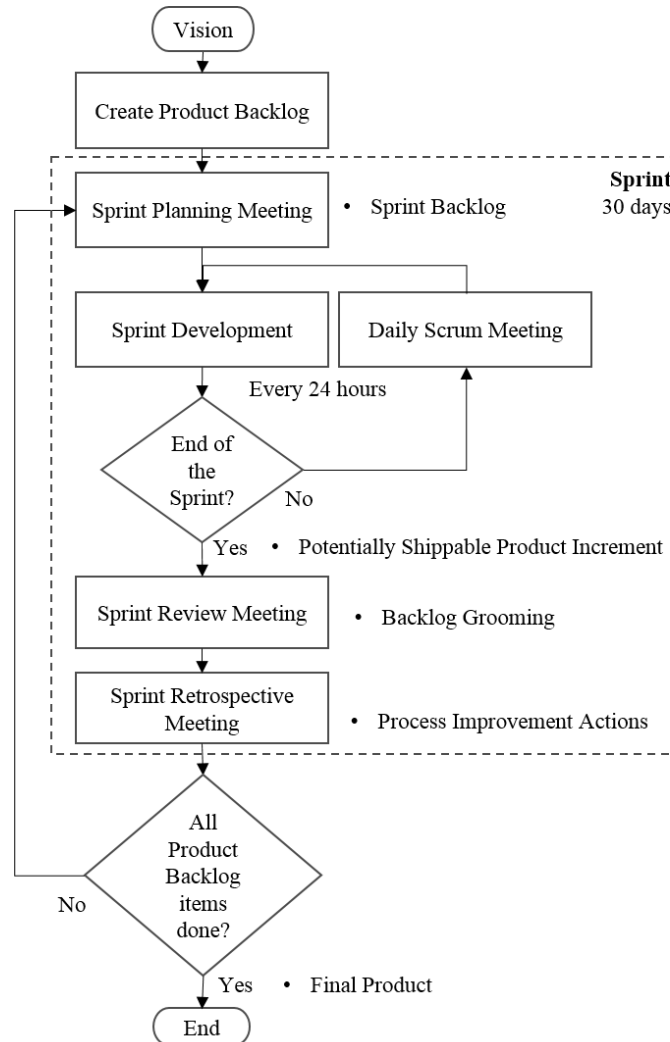 Vision
Create Product Backlog
Sprint
30 days
Sprint Planning Meeting
• Sprint Backlog
Sprint Development
Daily Scrum Meeting
Every 24 hours
End of
the
Sprint?
No
Yes
• Potentially Shippable Product Increment
Sprint Review Meeting
• Backlog Grooming
Sprint Retrospective
Meeting
• Process Improvement Actions
All
Product
Backlog
items
done?
No
Yes
• Final Product
End